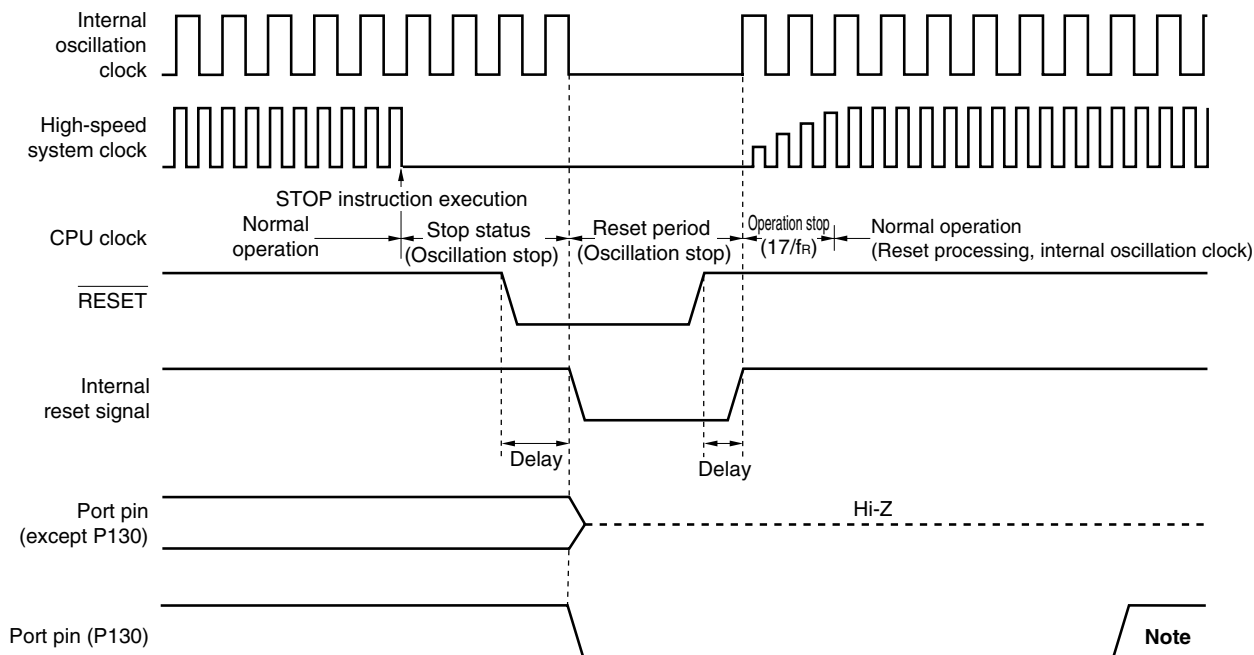 Internal
oscillation
clock
High-speed
system clock
STOP instruction execution
CPU clock
Normal
operation
Stop status
(Oscillation stop)
Reset period
(Oscillation stop)
Operation stop
(17/fR)
Normal operation
(Reset processing, internal oscillation clock)
RESET
Internal
reset signal
Delay
Delay
Port pin
(except P130)
Hi-Z
Port pin (P130)
Note